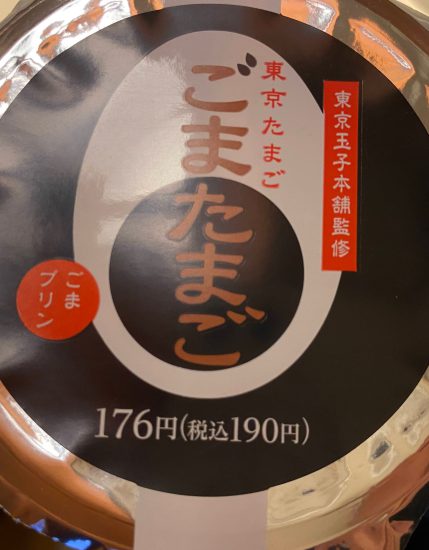 東京たまご
ごまたまご
東京玉子本舗監修
ごま
プリン
176円(税込190円)